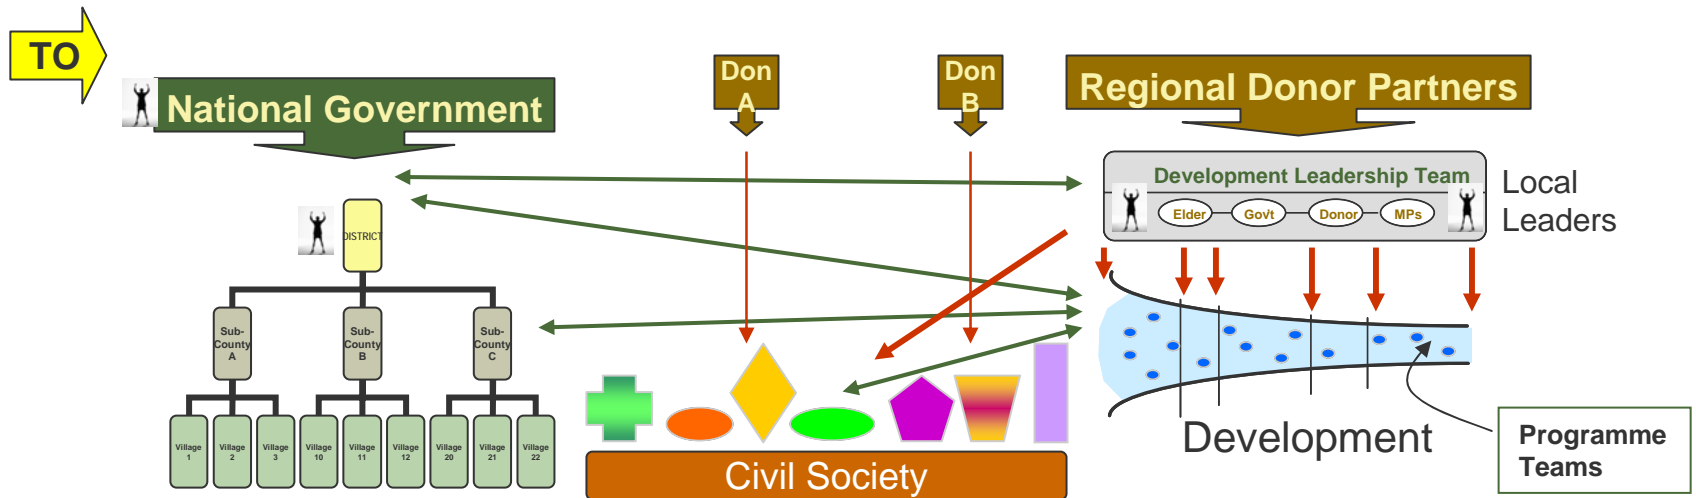 TO
National Government
Don
A
Don
B
Regional Donor Partners
Development Leadership Team
Elder
Gov't
Donor
MPs
Local
Leaders
DISTRICT
Sub-
County
A
Sub-
County
B
Sub-
County
C
Village
1
Village
2
Village
3
Village
10
Village
11
Village
12
Village
20
Village
21
Village
22
Civil Society
Development
Programme
Teams